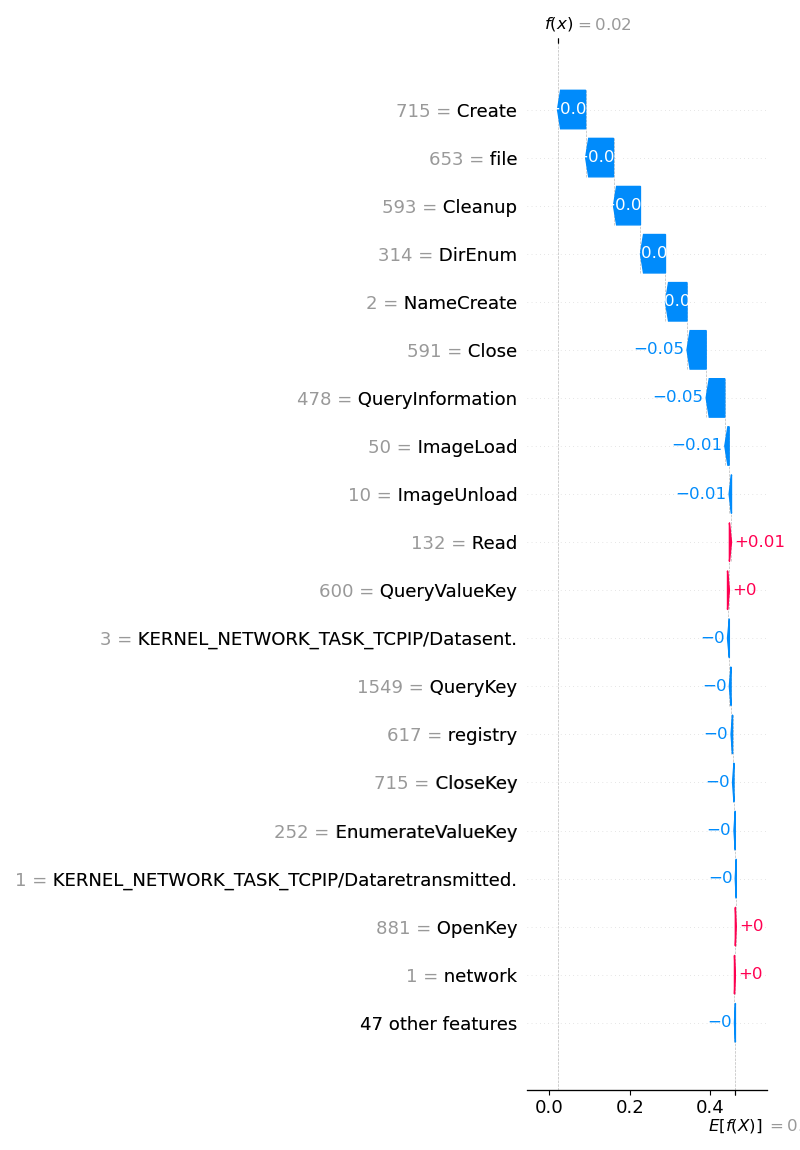 f(x) = 0.02
715 = Create
653 = file
593 = Cleanup
314 = DirEnum
2 = NameCreate
591 = Close −0.05
478 = QueryInformation −0.05
50 = ImageLoad −0.01
10 = ImageUnload −0.01
132 = Read +0.01
600 = QueryValueKey +0
3 = KERNEL_NETWORK_TASK_TCPIP/Datasent. −0
1549 = QueryKey −0
617 = registry −0
715 = CloseKey −0
252 = EnumerateValueKey −0
1 = KERNEL_NETWORK_TASK_TCPIP/Dataretransmitted. −0
881 = OpenKey +0
1 = network +0
47 other features −0
0.0 0.2 0.4
E[f(X)] = 0.